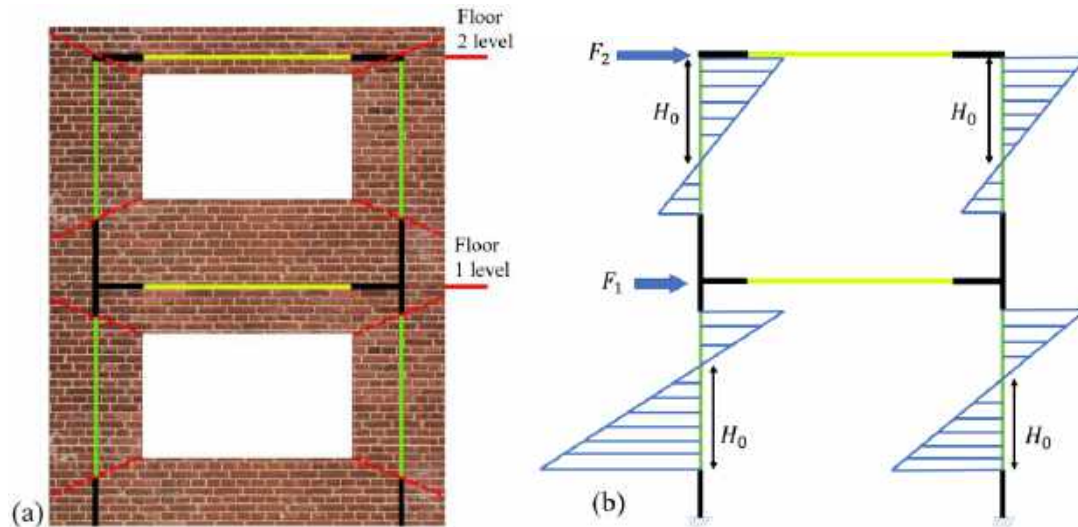 Floor
2 level
Floor
1 level
(a)
F₂
H₀
H₀
F₁
H₀
H₀
(b)